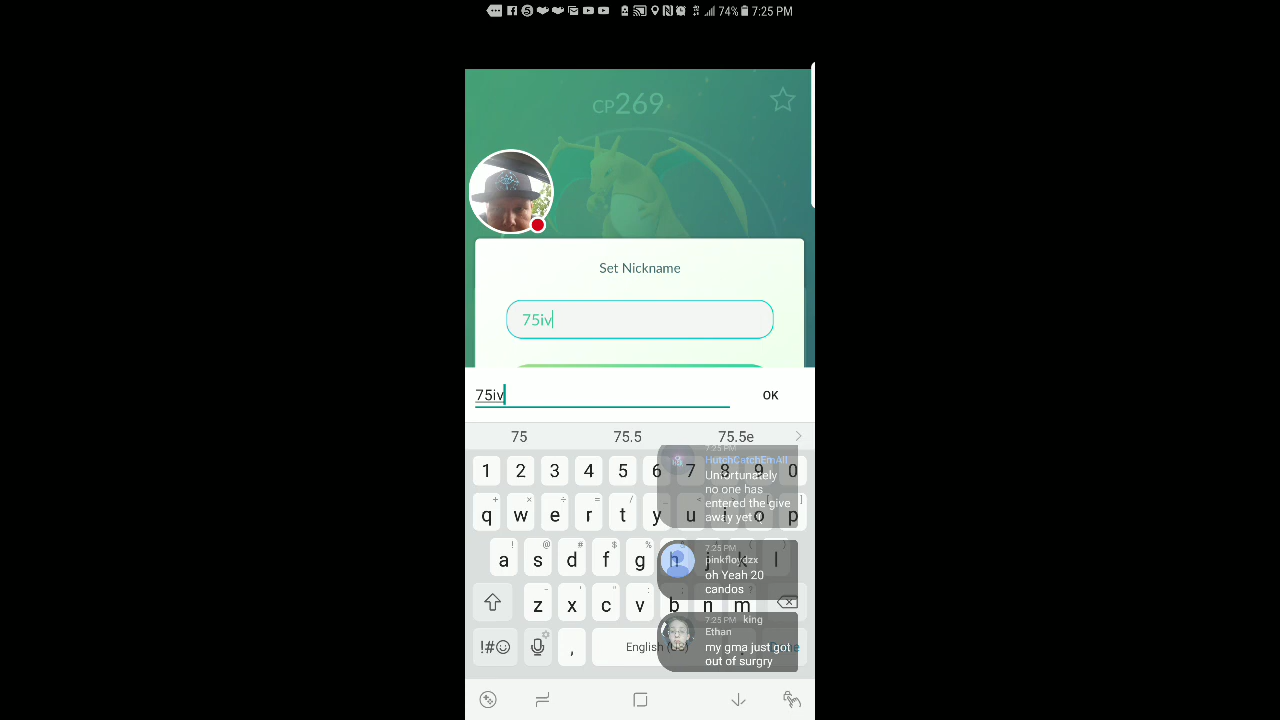 74% 7:25 PM
CP269
Set Nickname
75iv
75iv
OK
75
75.5
75.5e
1 2 3 4 5 6 7 8 9 0
q w e r t y u i o p
a s d f g h j k l
z x c v b n m
!#
,
English (US)
7:25 PM
HutchCatchEmAll
Unfortunately
no one has
entered the give
away yet
7:25 PM
pinkfloydzx
oh Yeah 20
candos
7:25 PM king
Ethan
my gma just got
out of surgry